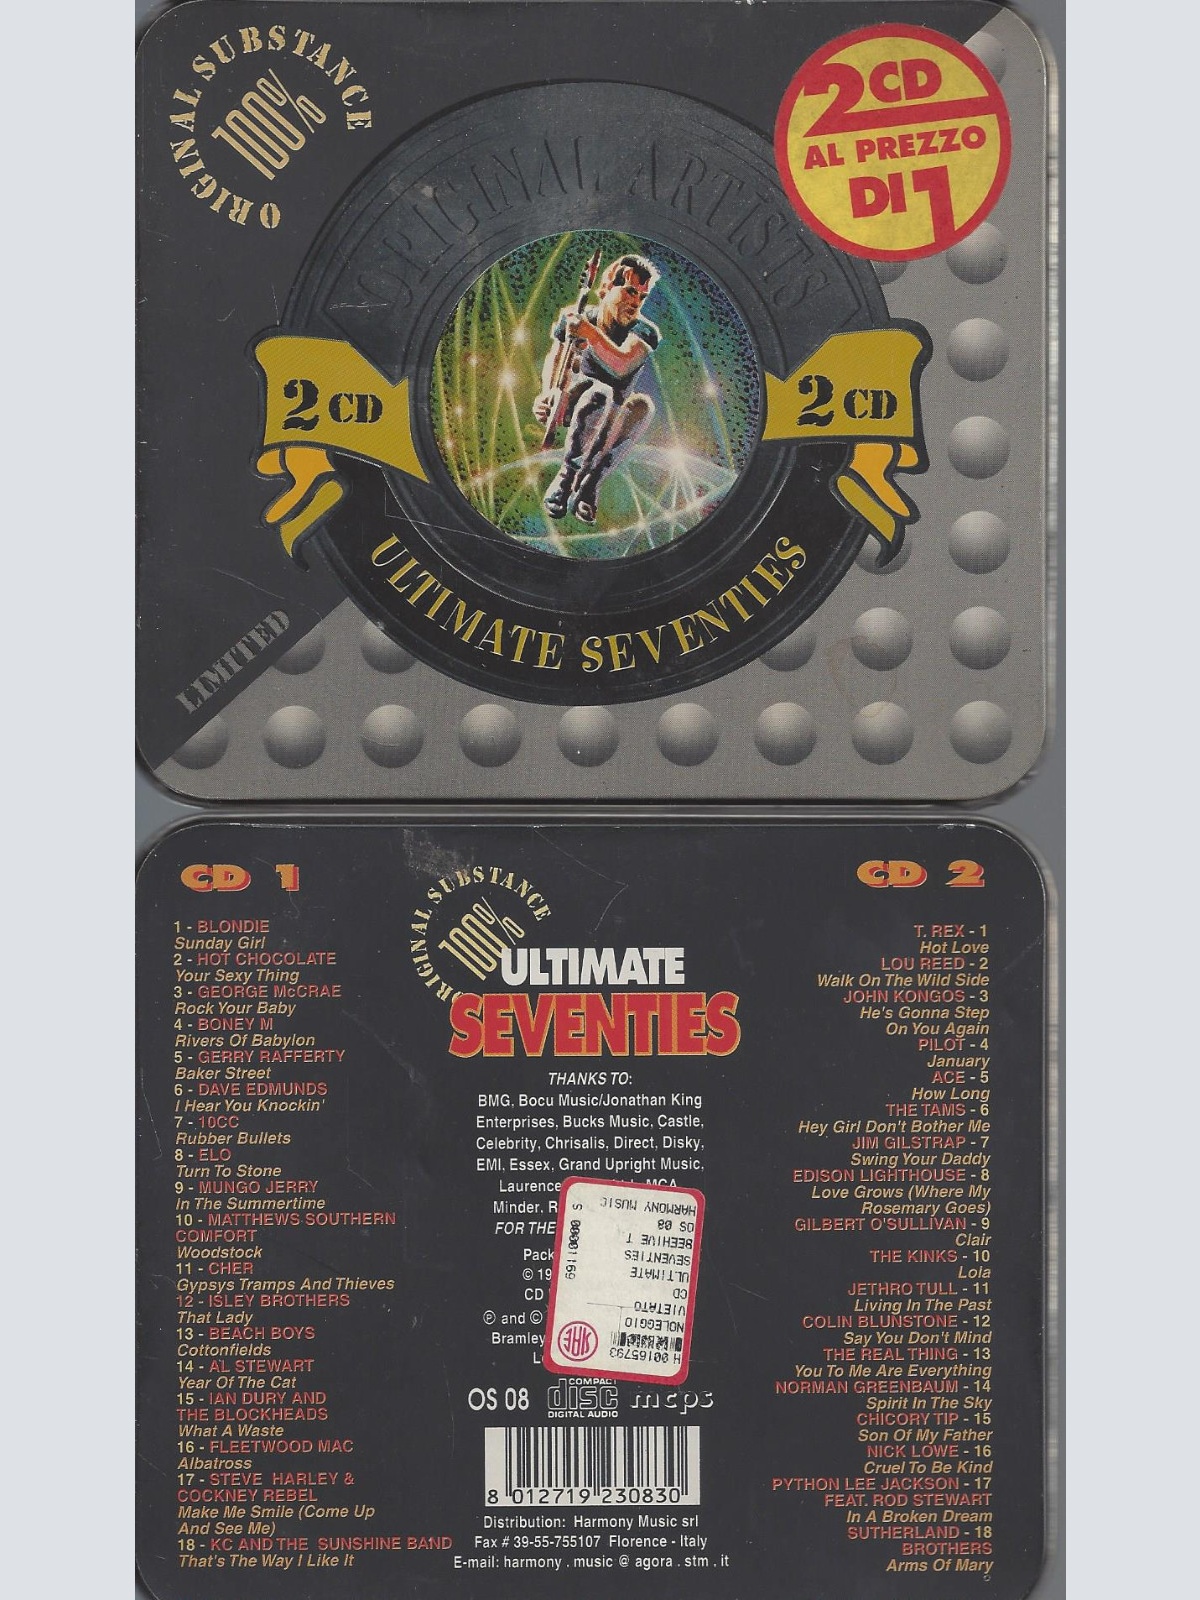 ORIGINAL SUBSTANCE
100%
2CD
AL PREZZO
DI 1
ORIGINAL ARTISTS
2 CD
2 CD
ULTIMATE SEVENTIES
LIMITED
CD 1
1 - BLONDIE
Sunday Girl
2 - HOT CHOCOLATE
Your Sexy Thing
3 - GEORGE McCRAE
Rock Your Baby
4 - BONEY M
Rivers Of Babylon
5 - GERRY RAFFERTY
Baker Street
6 - DAVE EDMUNDS
I Hear You Knockin'
7 - 10CC
Rubber Bullets
8 - ELO
Turn To Stone
9 - MUNGO JERRY
In The Summertime
10 - MATTHEWS SOUTHERN
COMFORT
Woodstock
11 - CHER
Gypsys Tramps And Thieves
12 - ISLEY BROTHERS
That Lady
13 - BEACH BOYS
Cottonfields
14 - AL STEWART
Year Of The Cat
15 - IAN DURY AND
THE BLOCKHEADS
What A Waste
16 - FLEETWOOD MAC
Albatross
17 - STEVE HARLEY &
COCKNEY REBEL
Make Me Smile (Come Up
And See Me)
18 - KC AND THE SUNSHINE BAND
That's The Way I Like It
ORIGINAL SUBSTANCE
100%
ULTIMATE
SEVENTIES
THANKS TO:
BMG, Bocu Music/Jonathan King
Enterprises, Bucks Music, Castle,
Celebrity, Chrisalis, Direct, Disky,
EMI, Essex, Grand Upright Music,
Laurence MCA
Minder, R
FOR THE
Pack
© 19
CD
℗ and ©
Bramley
L
H 00165793
NOLEGGIO
VIETATO
CD
ULTIMATE
SEVENTIES
BEEHIVE T
OS 08
HARMONY MUSIC
OS 08
COMPACT
disc
DIGITAL AUDIO
mcps
8 012719 230830
Distribution: Harmony Music srl
Fax # 39-55-755107 Florence - Italy
E-mail: harmony . music @ agora . stm . it
CD 2
T. REX - 1
Hot Love
LOU REED - 2
Walk On The Wild Side
JOHN KONGOS - 3
He's Gonna Step
On You Again
PILOT - 4
January
ACE - 5
How Long
THE TAMS - 6
Hey Girl Don't Bother Me
JIM GILSTRAP - 7
Swing Your Daddy
EDISON LIGHTHOUSE - 8
Love Grows (Where My
Rosemary Goes)
GILBERT O'SULLIVAN - 9
Clair
THE KINKS - 10
Lola
JETHRO TULL - 11
Living In The Past
COLIN BLUNSTONE - 12
Say You Don't Mind
THE REAL THING - 13
You To Me Are Everything
NORMAN GREENBAUM - 14
Spirit In The Sky
CHICORY TIP - 15
Son Of My Father
NICK LOWE - 16
Cruel To Be Kind
PYTHON LEE JACKSON - 17
FEAT. ROD STEWART
In A Broken Dream
SUTHERLAND - 18
BROTHERS
Arms Of Mary